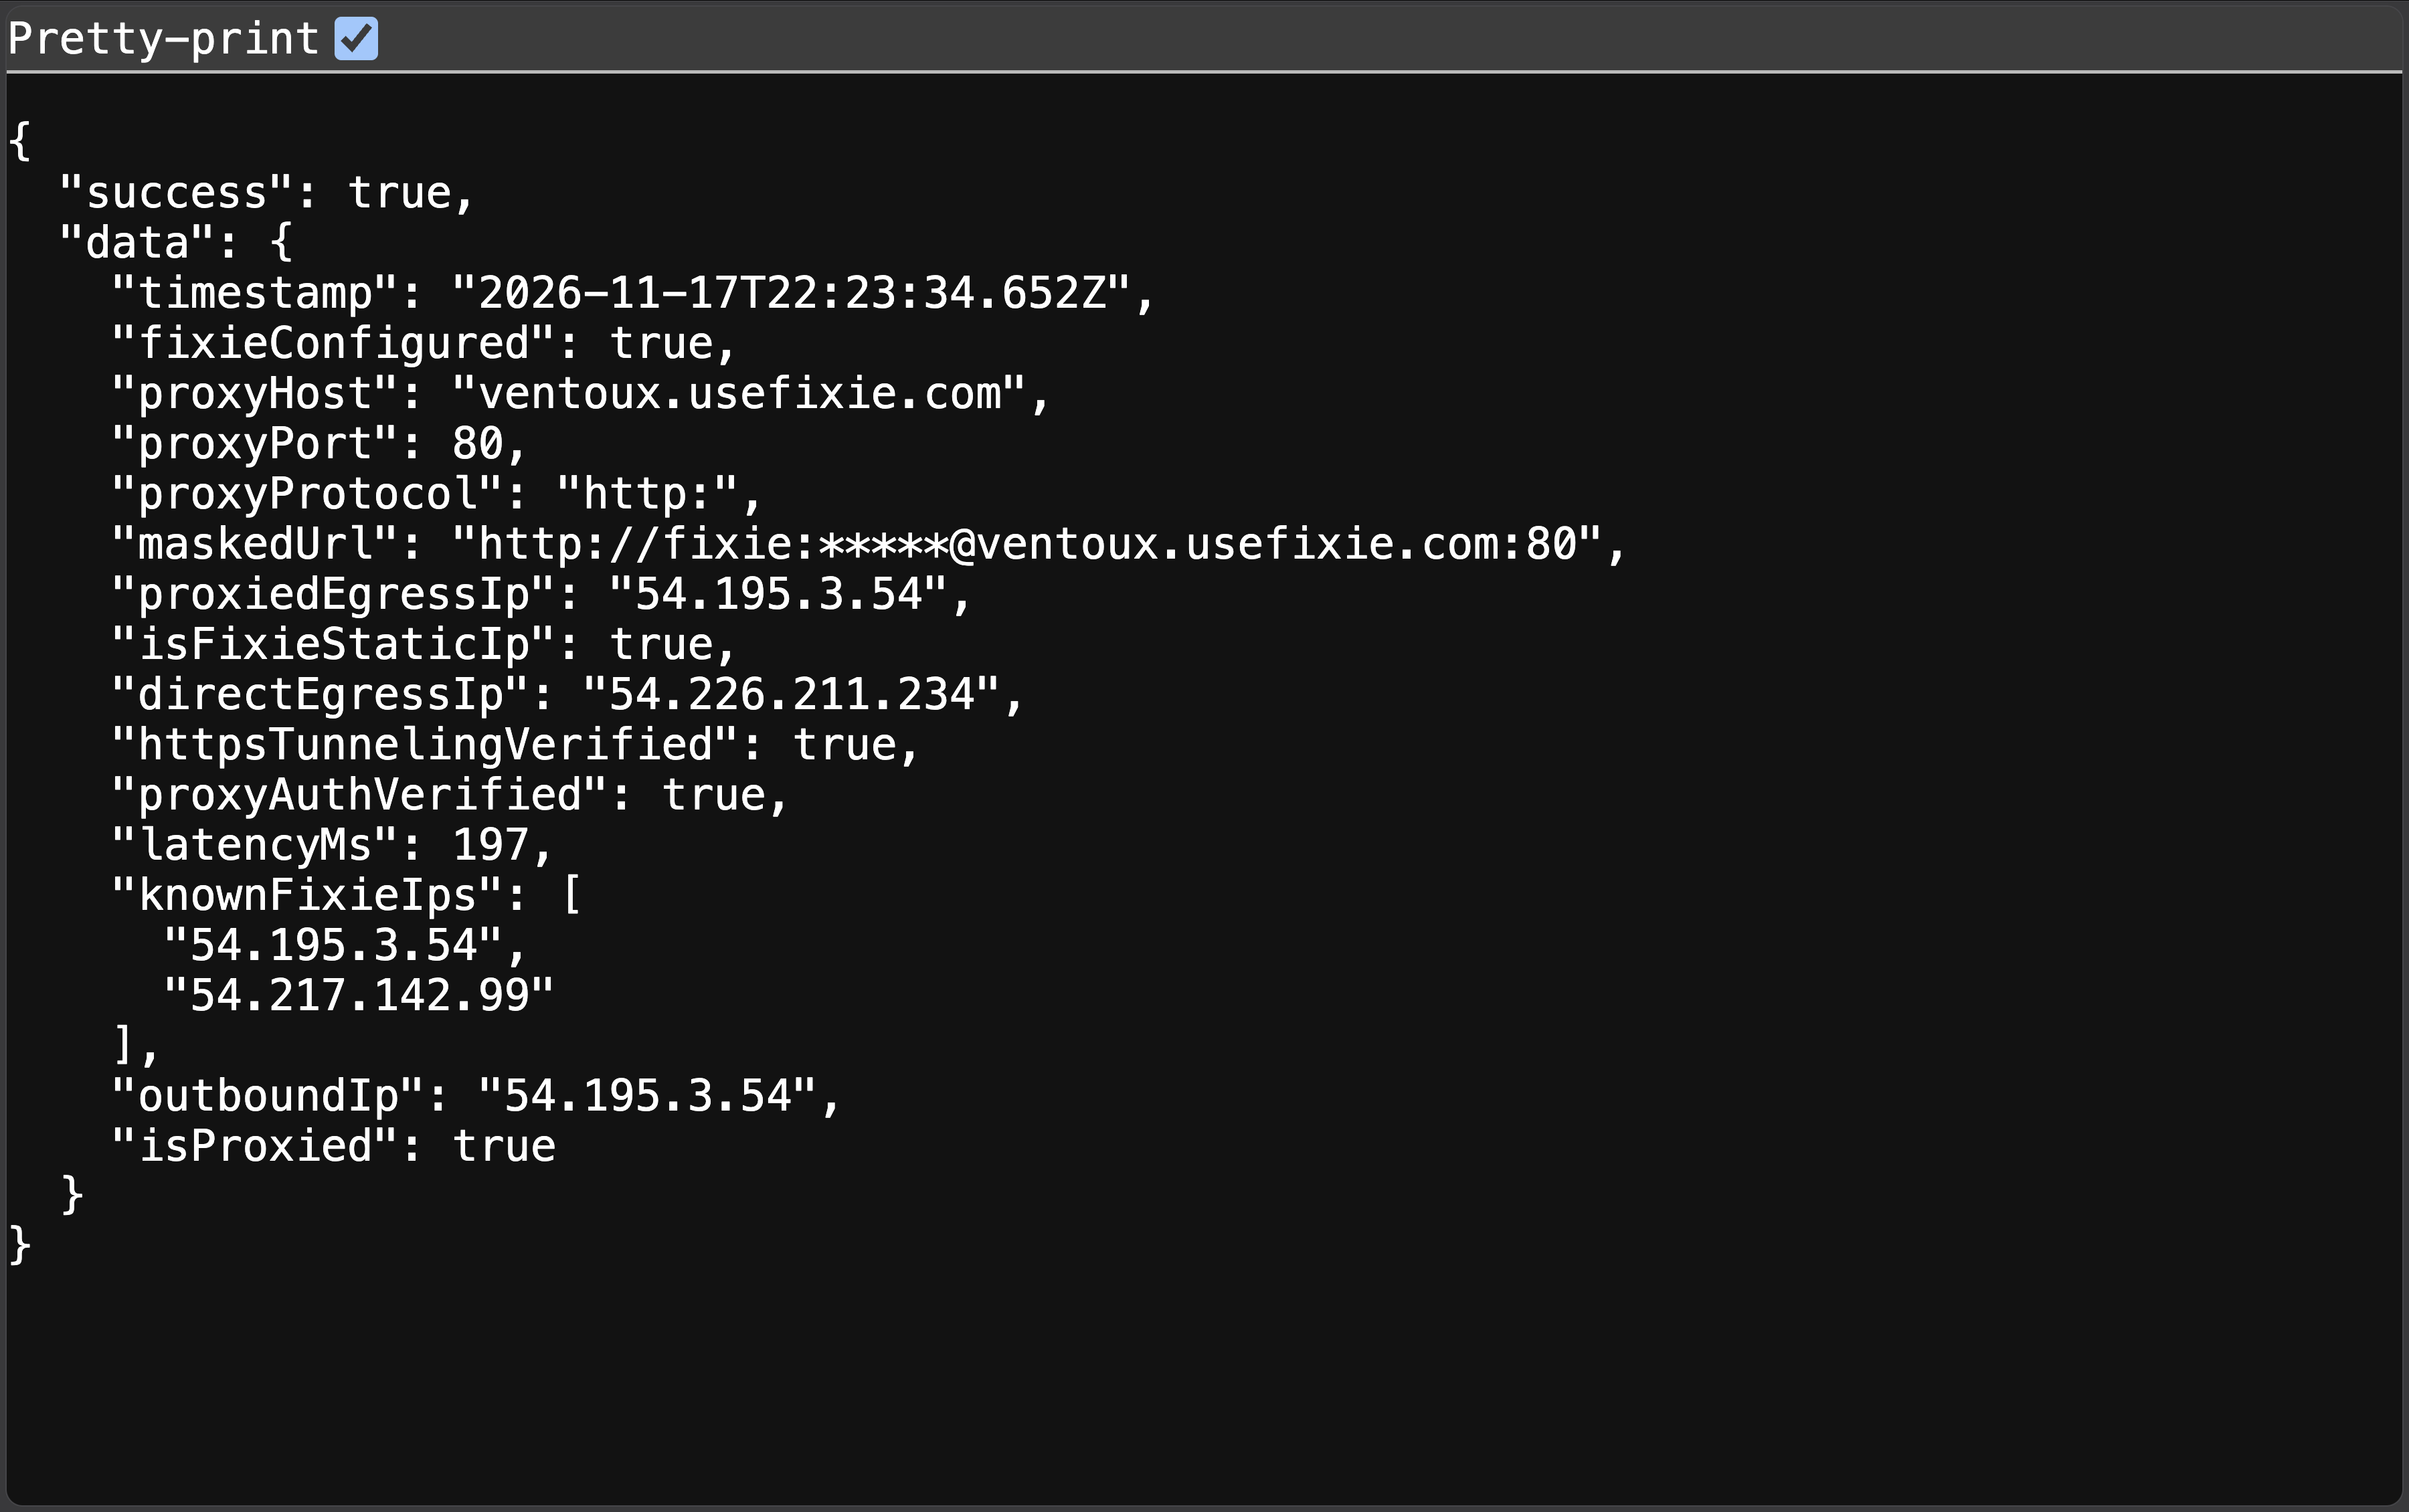 Pretty-print
{
  "success": true,
  "data": {
    "timestamp": "2026-11-17T22:23:34.652Z",
    "fixieConfigured": true,
    "proxyHost": "ventoux.usefixie.com",
    "proxyPort": 80,
    "proxyProtocol": "http:",
    "maskedUrl": "http://fixie:*****@ventoux.usefixie.com:80",
    "proxiedEgressIp": "54.195.3.54",
    "isFixieStaticIp": true,
    "directEgressIp": "54.226.211.234",
    "httpsTunnelingVerified": true,
    "proxyAuthVerified": true,
    "latencyMs": 197,
    "knownFixieIps": [
      "54.195.3.54",
      "54.217.142.99"
    ],
    "outboundIp": "54.195.3.54",
    "isProxied": true
  }
}